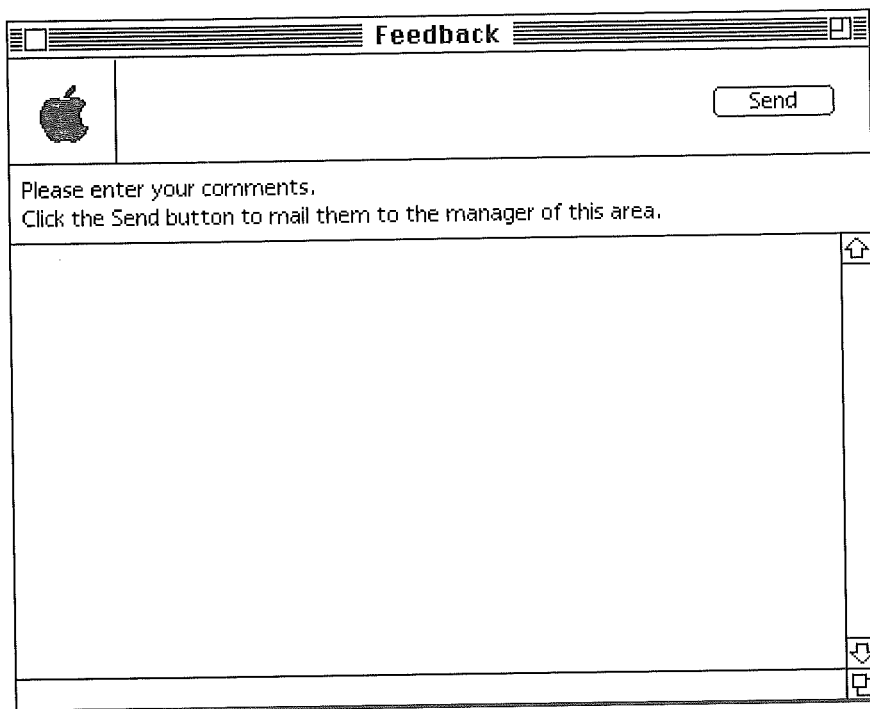 Feedback
Send
Please enter your comments.
Click the Send button to mail them to the manager of this area.